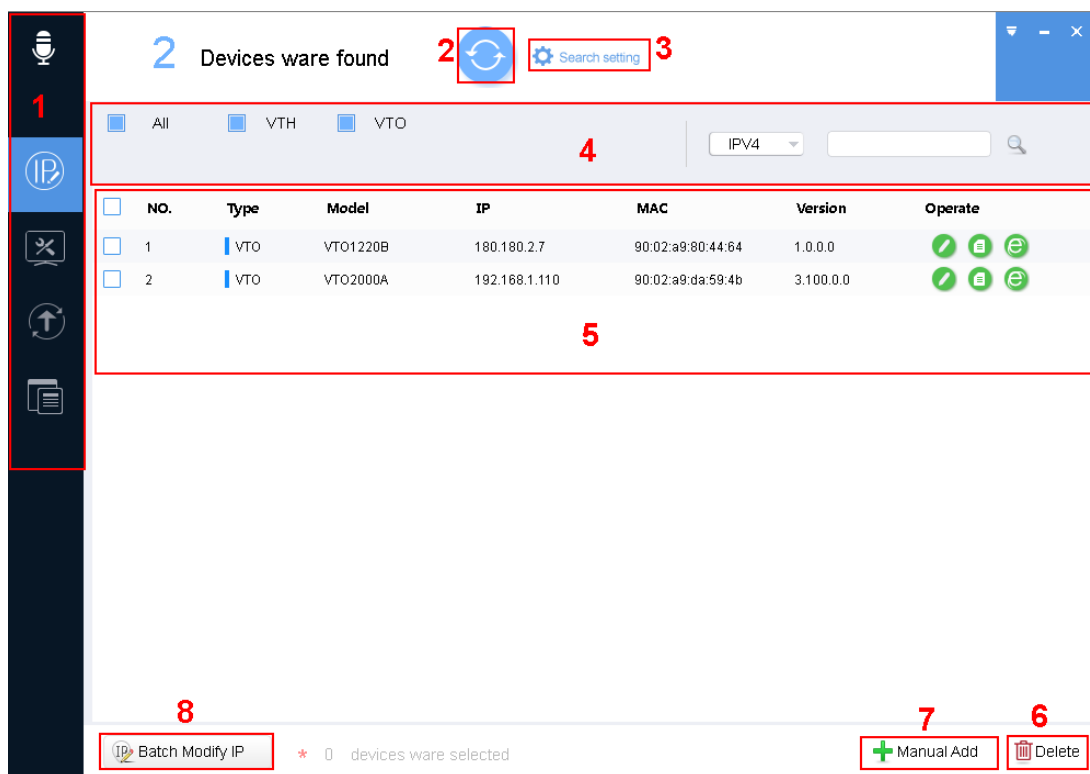 2 Devices ware found 2 Search setting 3
1
All VTH VTO
IPV4
4
IP
NO. Type Model IP MAC Version Operate
1 VTO VTO1220B 180.180.2.7 90:02:a9:80:44:64 1.0.0.0
2 VTO VTO2000A 192.168.1.110 90:02:a9:da:59:4b 3.100.0.0
5
8
7
6
IP Batch Modify IP * 0 devices ware selected Manual Add Delete